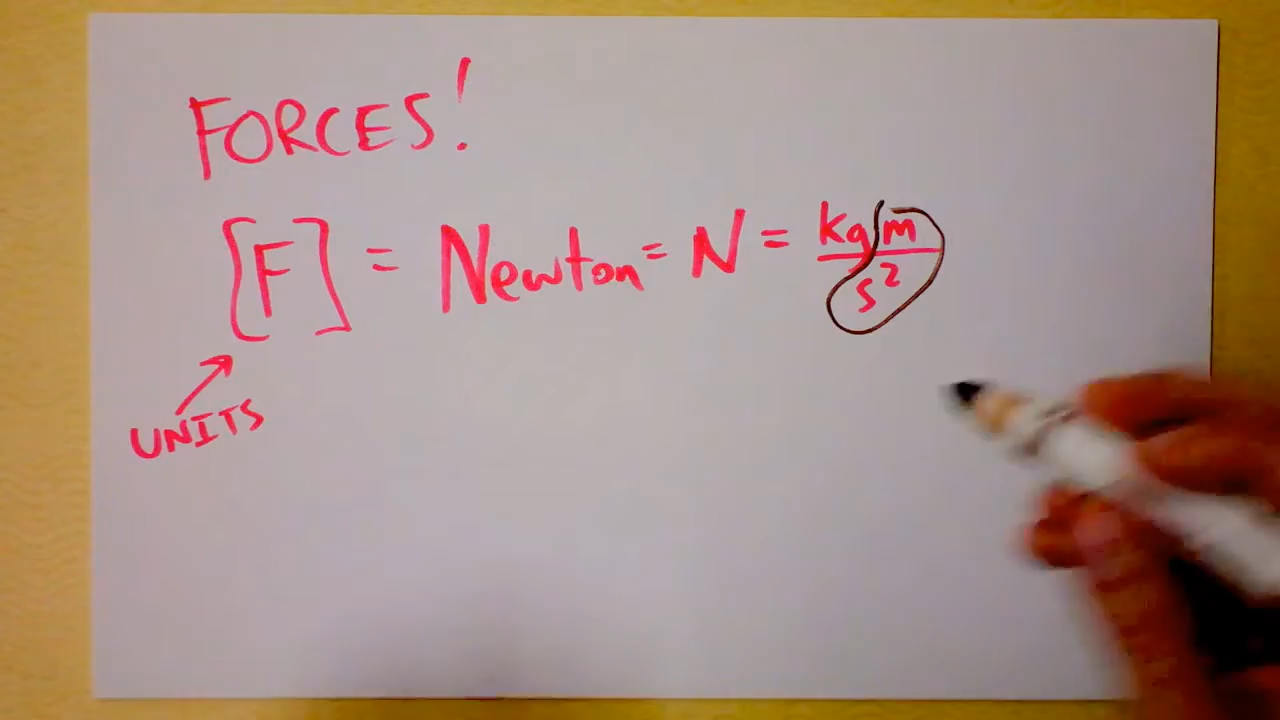 FORCES!
[F] = Newton = N = kg m
s²
UNITS